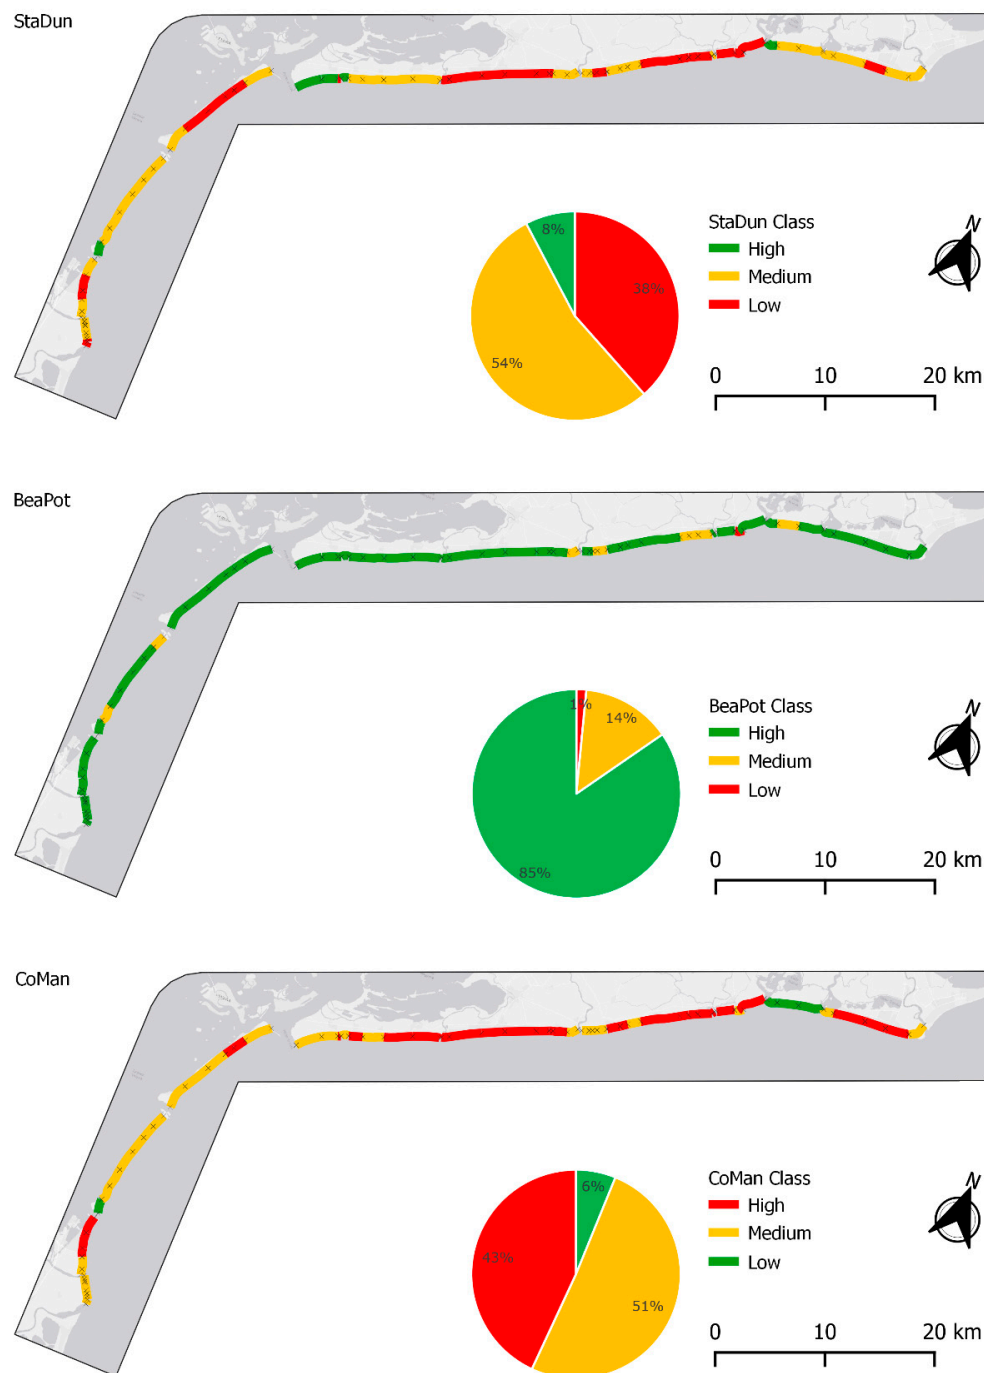 StaDun
8%
38%
54%
StaDun Class
High
Medium
Low
N
0 10 20 km
BeaPot
1%
14%
85%
BeaPot Class
High
Medium
Low
N
0 10 20 km
CoMan
6%
43%
51%
CoMan Class
High
Medium
Low
N
0 10 20 km